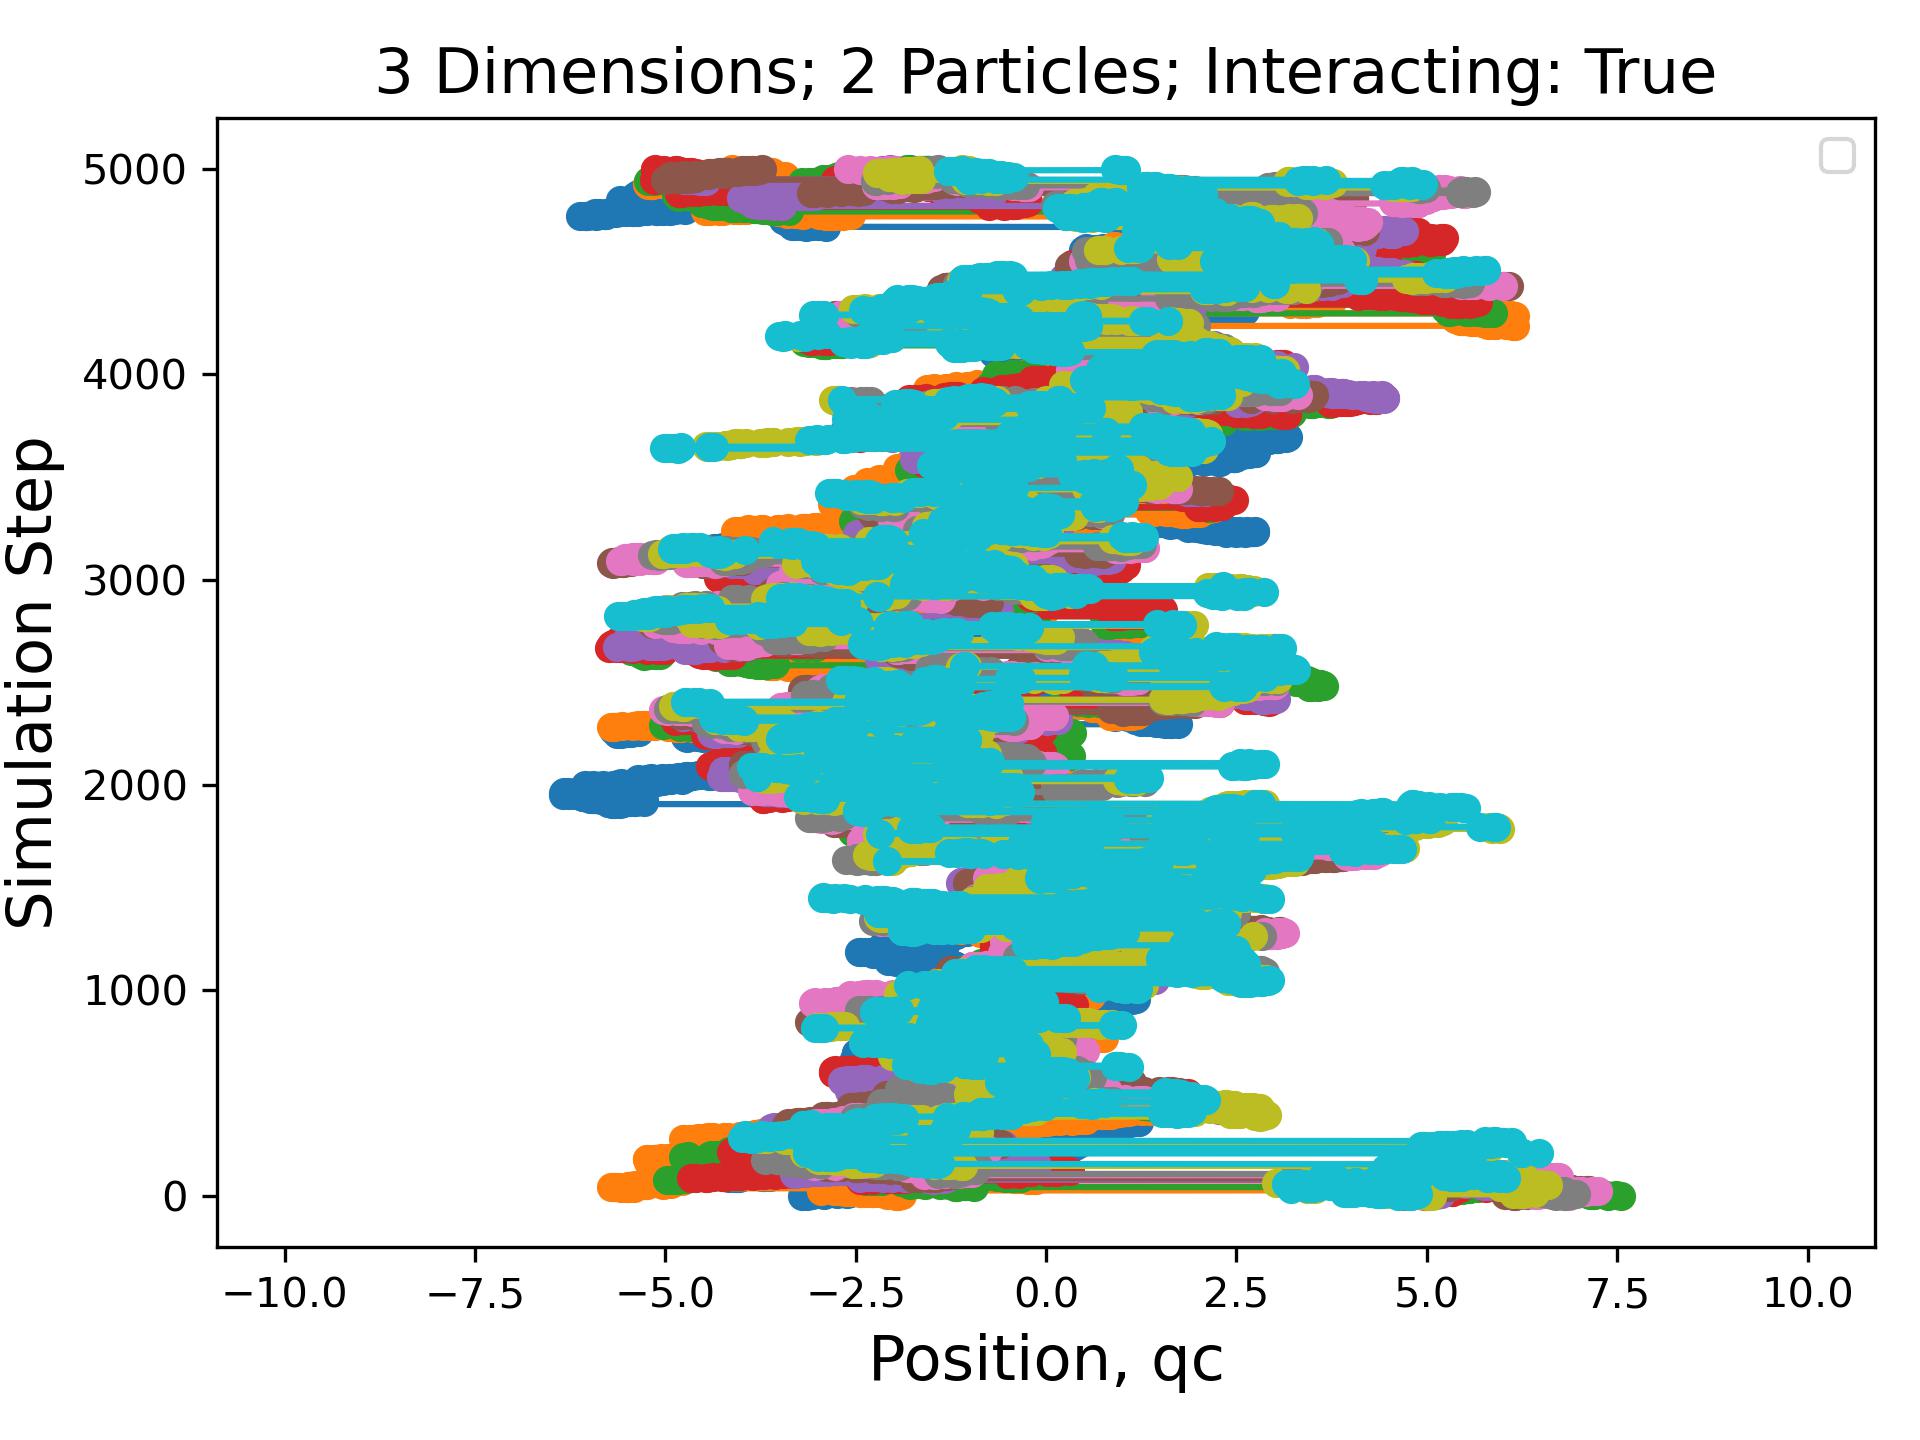 3 Dimensions; 2 Particles; Interacting: True
5000
4000
3000
2000
1000
0
Simulation Step
−10.0 −7.5 −5.0 −2.5 0.0 2.5 5.0 7.5 10.0
Position, qc